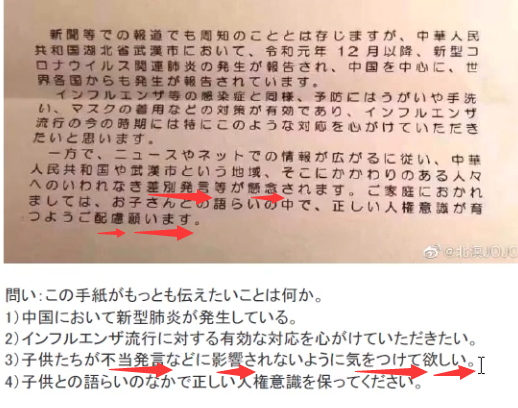 新聞等での報道でも周知のこととは存じますが、中華人民
共和国湖北省武漢市において、令和元年12月以降、新型コ
ロナウイルス関連肺炎の発生が報告され、中国を中心に、世
界各国からも発生が報告されています。
インフルエンザ等の感染症と同様、予防にはうがいや手洗
い、マスクの着用などの対策が有効であり、インフルエンザ
流行の今の時期には特にこのような対応を心がけていただき
たいと思います。
一方で、ニュースやネットでの情報が広がるに従い、中華
人民共和国や武漢市という地域、そこにかかわりのある人々
へのいわれなき差別発言等が懸念されます。ご家庭におかれ
ましては、お子さんとの語らいの中で、正しい人権意識が育
つようご配慮願います。
問い:この手紙がもっとも伝えたいことは何か。
1)中国において新型肺炎が発生している。
2)インフルエンザ流行に対する有効な対応を心がけていただきたい。
3)子供たちが不当発言などに影響されないように気をつけて欲しい。
4)子供との語らいのなかで正しい人権意識を保ってください。